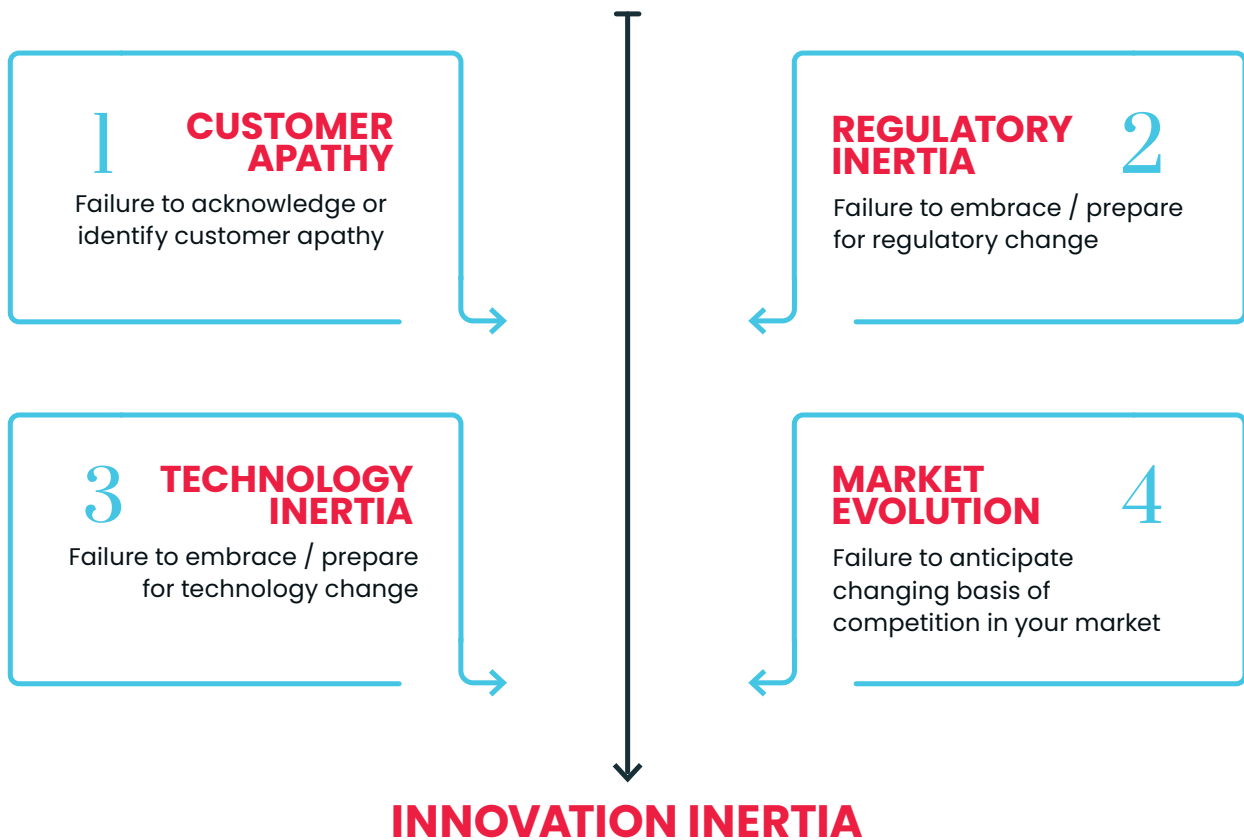 1
CUSTOMER
APATHY
Failure to acknowledge or
identify customer apathy
REGULATORY
INERTIA
2
Failure to embrace / prepare
for regulatory change
3
TECHNOLOGY
INERTIA
Failure to embrace / prepare
for technology change
MARKET
EVOLUTION
4
Failure to anticipate
changing basis of
competition in your market
INNOVATION INERTIA